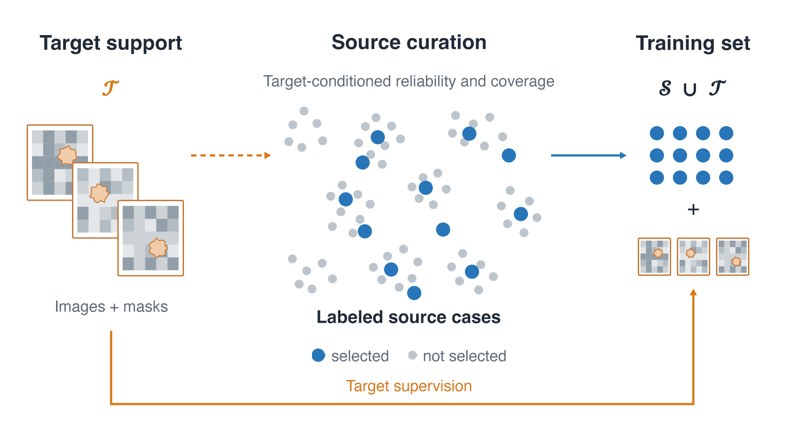 Target support
Source curation
Training set
𝒯
Target-conditioned reliability and coverage
𝒮 ∪ 𝒯
+
Images + masks
Labeled source cases
selected
not selected
Target supervision